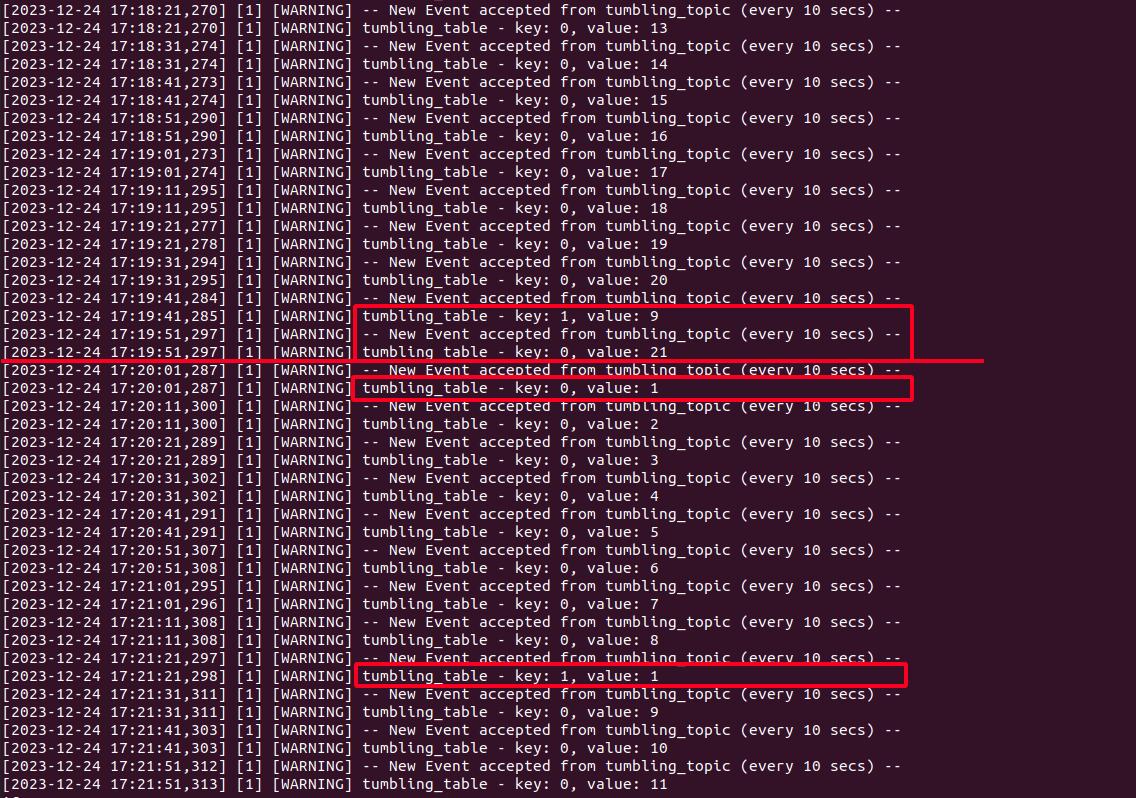 [2023-12-24 17:18:21,270] [1] [WARNING] -- New Event accepted from tumbling_topic (every 10 secs) --
[2023-12-24 17:18:21,270] [1] [WARNING] tumbling_table - key: 0, value: 13
[2023-12-24 17:18:31,274] [1] [WARNING] -- New Event accepted from tumbling_topic (every 10 secs) --
[2023-12-24 17:18:31,274] [1] [WARNING] tumbling_table - key: 0, value: 14
[2023-12-24 17:18:41,273] [1] [WARNING] -- New Event accepted from tumbling_topic (every 10 secs) --
[2023-12-24 17:18:41,274] [1] [WARNING] tumbling_table - key: 0, value: 15
[2023-12-24 17:18:51,290] [1] [WARNING] -- New Event accepted from tumbling_topic (every 10 secs) --
[2023-12-24 17:18:51,290] [1] [WARNING] tumbling_table - key: 0, value: 16
[2023-12-24 17:19:01,273] [1] [WARNING] -- New Event accepted from tumbling_topic (every 10 secs) --
[2023-12-24 17:19:01,274] [1] [WARNING] tumbling_table - key: 0, value: 17
[2023-12-24 17:19:11,295] [1] [WARNING] -- New Event accepted from tumbling_topic (every 10 secs) --
[2023-12-24 17:19:11,295] [1] [WARNING] tumbling_table - key: 0, value: 18
[2023-12-24 17:19:21,277] [1] [WARNING] -- New Event accepted from tumbling_topic (every 10 secs) --
[2023-12-24 17:19:21,278] [1] [WARNING] tumbling_table - key: 0, value: 19
[2023-12-24 17:19:31,294] [1] [WARNING] -- New Event accepted from tumbling_topic (every 10 secs) --
[2023-12-24 17:19:31,295] [1] [WARNING] tumbling_table - key: 0, value: 20
[2023-12-24 17:19:41,284] [1] [WARNING] -- New Event accepted from tumbling_topic (every 10 secs) --
[2023-12-24 17:19:41,285] [1] [WARNING] tumbling_table - key: 1, value: 9
[2023-12-24 17:19:51,297] [1] [WARNING] -- New Event accepted from tumbling_topic (every 10 secs) --
[2023-12-24 17:19:51,297] [1] [WARNING] tumbling_table - key: 0, value: 21
[2023-12-24 17:20:01,287] [1] [WARNING] -- New Event accepted from tumbling_topic (every 10 secs) --
[2023-12-24 17:20:01,287] [1] [WARNING] tumbling_table - key: 0, value: 1
[2023-12-24 17:20:11,300] [1] [WARNING] -- New Event accepted from tumbling_topic (every 10 secs) --
[2023-12-24 17:20:11,300] [1] [WARNING] tumbling_table - key: 0, value: 2
[2023-12-24 17:20:21,289] [1] [WARNING] -- New Event accepted from tumbling_topic (every 10 secs) --
[2023-12-24 17:20:21,289] [1] [WARNING] tumbling_table - key: 0, value: 3
[2023-12-24 17:20:31,302] [1] [WARNING] -- New Event accepted from tumbling_topic (every 10 secs) --
[2023-12-24 17:20:31,302] [1] [WARNING] tumbling_table - key: 0, value: 4
[2023-12-24 17:20:41,291] [1] [WARNING] -- New Event accepted from tumbling_topic (every 10 secs) --
[2023-12-24 17:20:41,291] [1] [WARNING] tumbling_table - key: 0, value: 5
[2023-12-24 17:20:51,307] [1] [WARNING] -- New Event accepted from tumbling_topic (every 10 secs) --
[2023-12-24 17:20:51,308] [1] [WARNING] tumbling_table - key: 0, value: 6
[2023-12-24 17:21:01,295] [1] [WARNING] -- New Event accepted from tumbling_topic (every 10 secs) --
[2023-12-24 17:21:01,296] [1] [WARNING] tumbling_table - key: 0, value: 7
[2023-12-24 17:21:11,308] [1] [WARNING] -- New Event accepted from tumbling_topic (every 10 secs) --
[2023-12-24 17:21:11,308] [1] [WARNING] tumbling_table - key: 0, value: 8
[2023-12-24 17:21:21,297] [1] [WARNING] -- New Event accepted from tumbling_topic (every 10 secs) --
[2023-12-24 17:21:21,298] [1] [WARNING] tumbling_table - key: 1, value: 1
[2023-12-24 17:21:31,311] [1] [WARNING] -- New Event accepted from tumbling_topic (every 10 secs) --
[2023-12-24 17:21:31,311] [1] [WARNING] tumbling_table - key: 0, value: 9
[2023-12-24 17:21:41,303] [1] [WARNING] -- New Event accepted from tumbling_topic (every 10 secs) --
[2023-12-24 17:21:41,303] [1] [WARNING] tumbling_table - key: 0, value: 10
[2023-12-24 17:21:51,312] [1] [WARNING] -- New Event accepted from tumbling_topic (every 10 secs) --
[2023-12-24 17:21:51,313] [1] [WARNING] tumbling_table - key: 0, value: 11